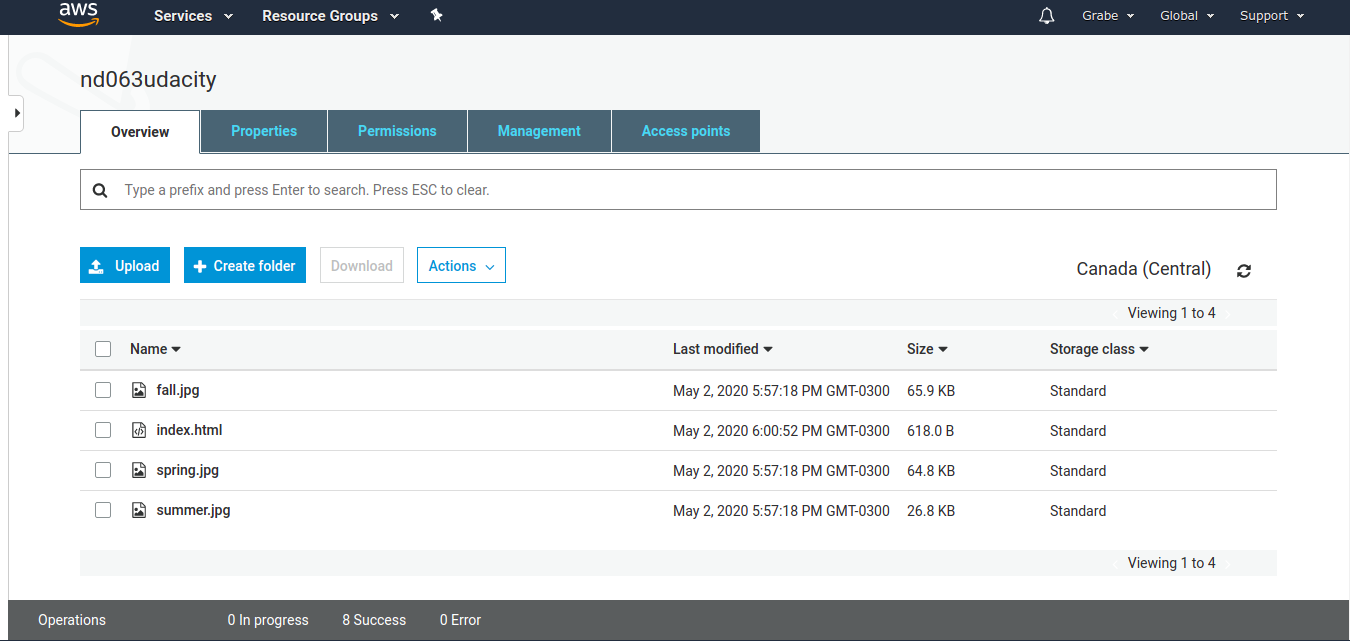 aws Services Resource Groups Grabe Global Support
nd063udacity
Overview Properties Permissions Management Access points
Type a prefix and press Enter to search. Press ESC to clear.
Upload Create folder Download Actions Canada (Central)
Viewing 1 to 4
Name Last modified Size Storage class
fall.jpg May 2, 2020 5:57:18 PM GMT-0300 65.9 KB Standard
index.html May 2, 2020 6:00:52 PM GMT-0300 618.0 B Standard
spring.jpg May 2, 2020 5:57:18 PM GMT-0300 64.8 KB Standard
summer.jpg May 2, 2020 5:57:18 PM GMT-0300 26.8 KB Standard
Viewing 1 to 4
Operations 0 In progress 8 Success 0 Error